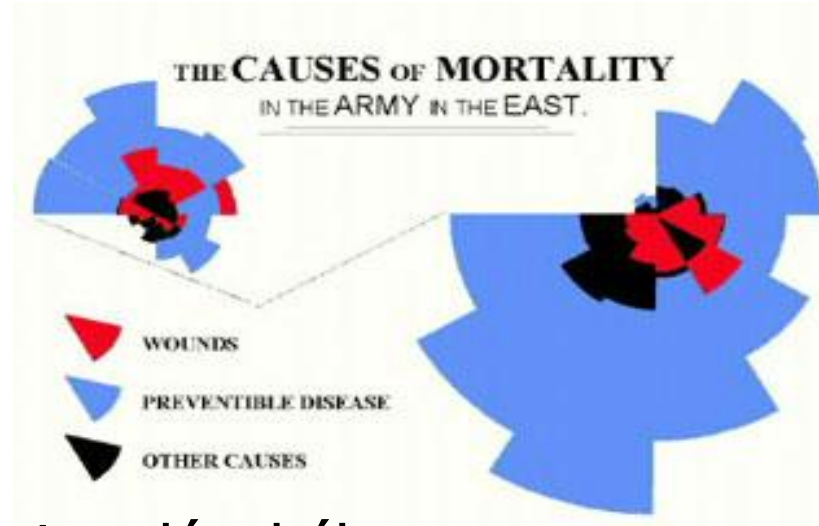 THE CAUSES OF MORTALITY
IN THE ARMY IN THE EAST.
WOUNDS
PREVENTIBLE DISEASE
OTHER CAUSES